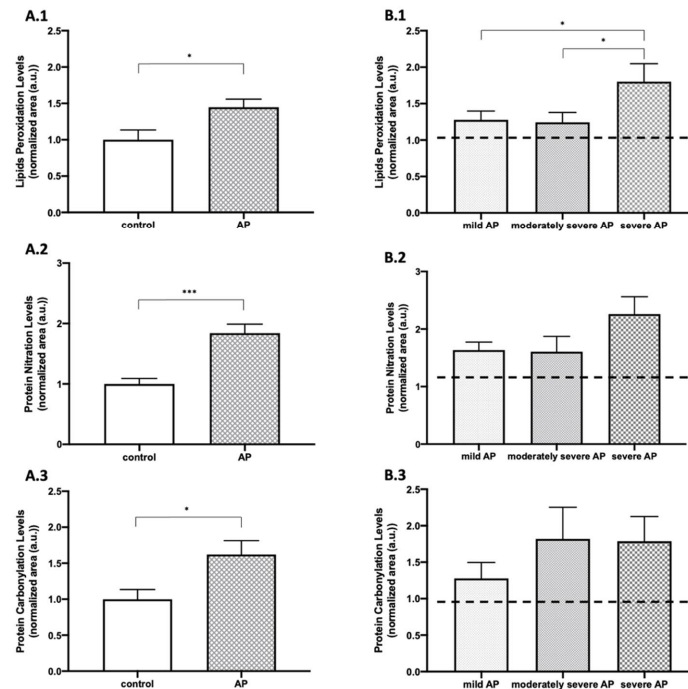 A.1
Lipids Peroxidation Levels
(normalized area (a.u.))
2.5
2.0
1.5
1.0
0.5
0.0
*
control
AP
B.1
Lipids Peroxidation Levels
(normalized area (a.u.))
2.5
2.0
1.5
1.0
0.5
0.0
*
*
mild AP
moderately severe AP
severe AP
A.2
Protein Nitration Levels
(normalized area (a.u.))
3
2
1
0
***
control
AP
B.2
Protein Nitration Levels
(normalized area (a.u.))
3
2
1
0
mild AP
moderately severe AP
severe AP
A.3
Protein Carbonylation Levels
(normalized area (a.u.))
2.5
2.0
1.5
1.0
0.5
0.0
*
control
AP
B.3
Protein Carbonylation Levels
(normalized area (a.u.))
2.5
2.0
1.5
1.0
0.5
0.0
mild AP
moderately severe AP
severe AP